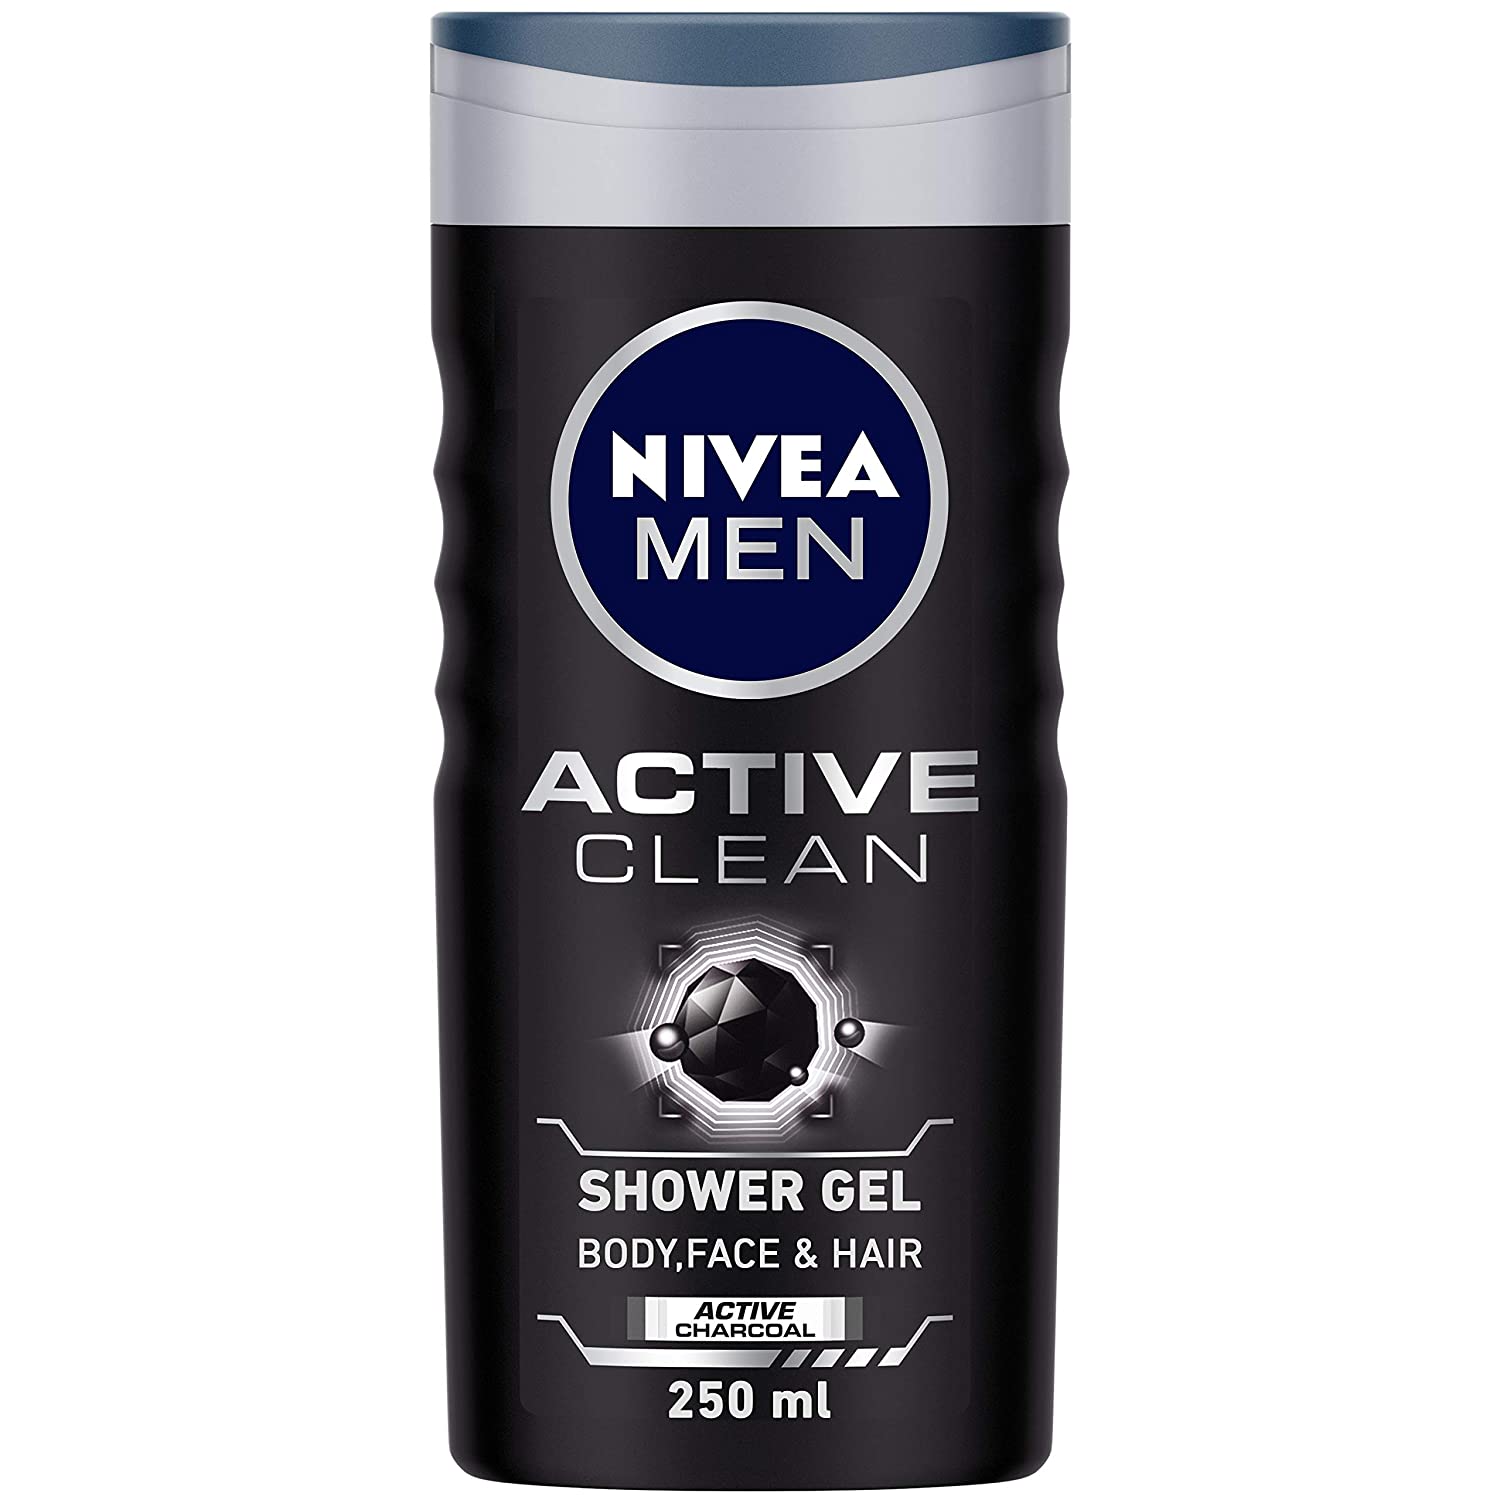 NIVEA
MEN
ACTIVE
CLEAN
SHOWER GEL
BODY,FACE & HAIR
ACTIVE
CHARCOAL
250 ml